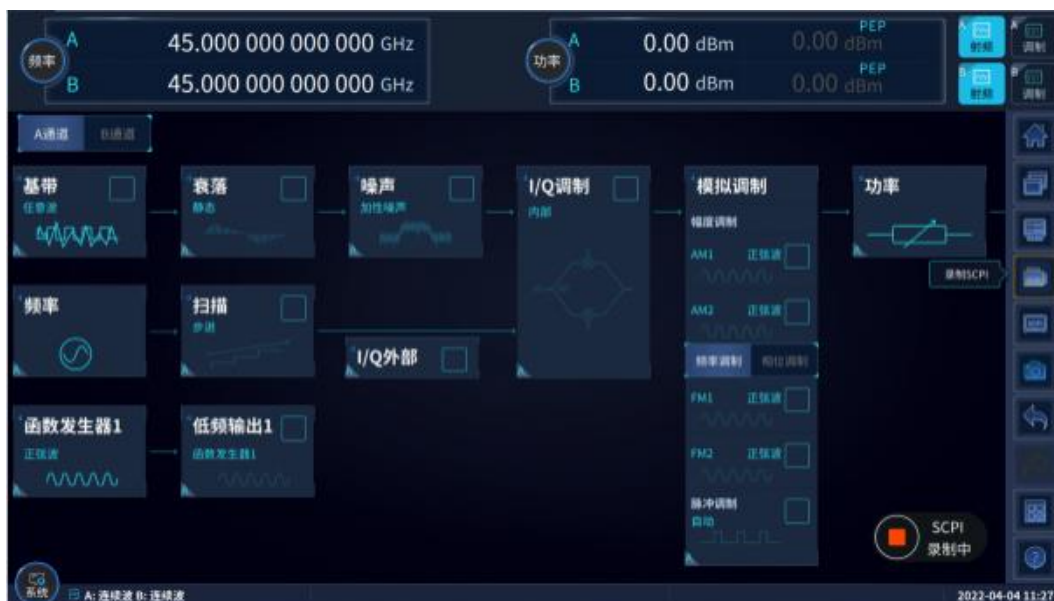 频率
A
45.000 000 000 000 GHz
B
45.000 000 000 000 GHz
功率
A
0.00 dBm
PEP
0.00 dBm
B
0.00 dBm
PEP
0.00 dBm
A
射频
A
调制
B
射频
B
调制
A通道
B通道
基带
任意波
衰落
静态
噪声
加性噪声
I/Q调制
内部
模拟调制
幅度调制
AM1 正弦波
AM2 正弦波
频率调制
相位调制
FM1 正弦波
FM2 正弦波
脉冲调制
自动
功率
录制SCPI
频率
扫描
步进
I/Q外部
函数发生器1
正弦波
低频输出1
函数发生器1
SCPI
录制中
系统
A: 连续波 B: 连续波
2022-04-04 11:27